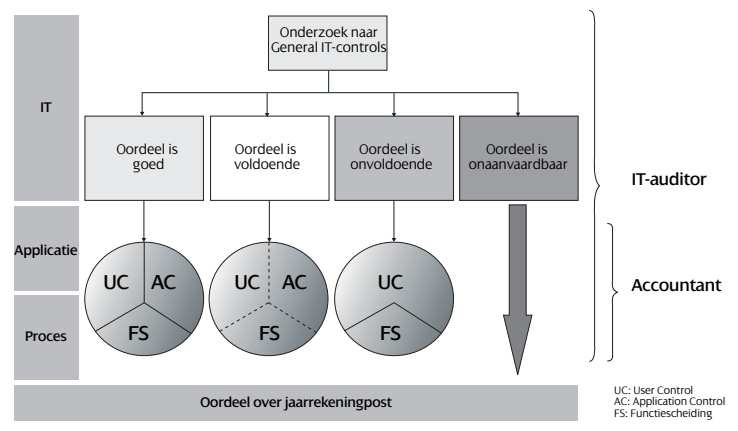 Onderzoek naar
General IT-controls
IT
Oordeel is
goed
Oordeel is
voldoende
Oordeel is
onvoldoende
Oordeel is
onaanvaardbaar
IT-auditor
Applicatie
UC AC
FS
UC AC
FS
UC
FS
Accountant
Proces
Oordeel over jaarrekeningpost
UC: User Control
AC: Application Control
FS: Functiescheiding